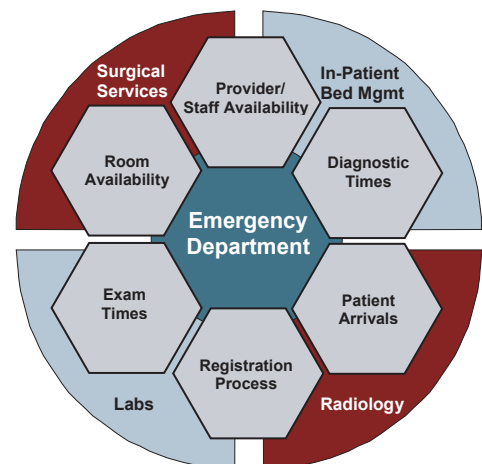 Surgical
Services
Provider/
Staff Availability
In-Patient
Bed Mgmt
Room
Availability
Diagnostic
Times
Emergency
Department
Exam
Times
Patient
Arrivals
Registration
Process
Labs
Radiology